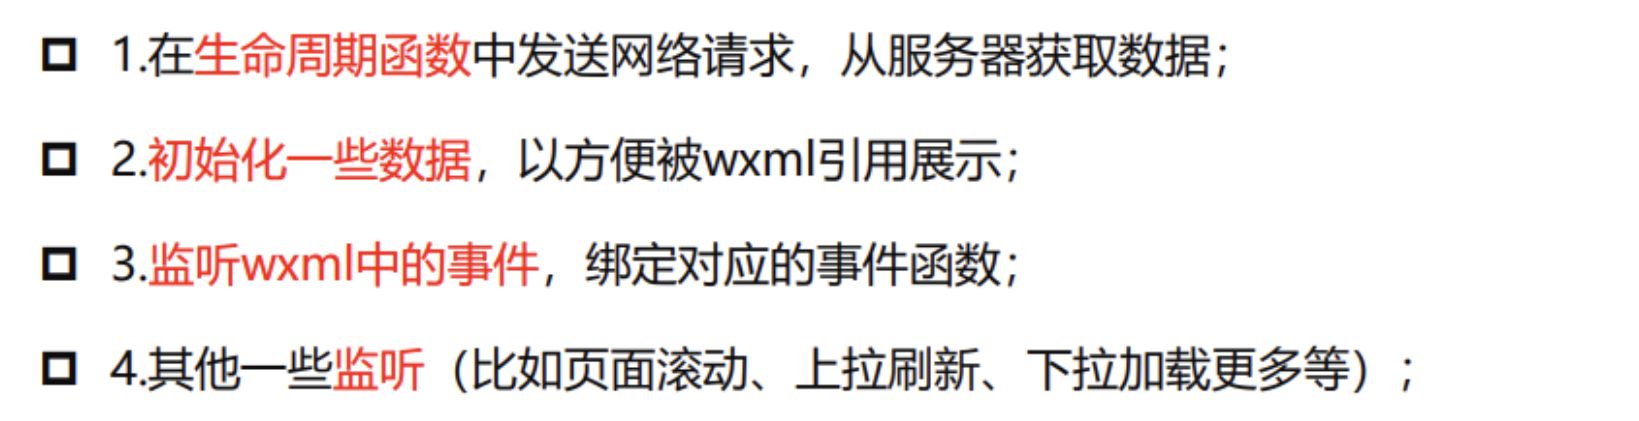 1.在生命周期函数中发送网络请求，从服务器获取数据；
2.初始化一些数据，以方便被wxml引用展示；
3.监听wxml中的事件，绑定对应的事件函数；
4.其他一些监听（比如页面滚动、上拉刷新、下拉加载更多等）；